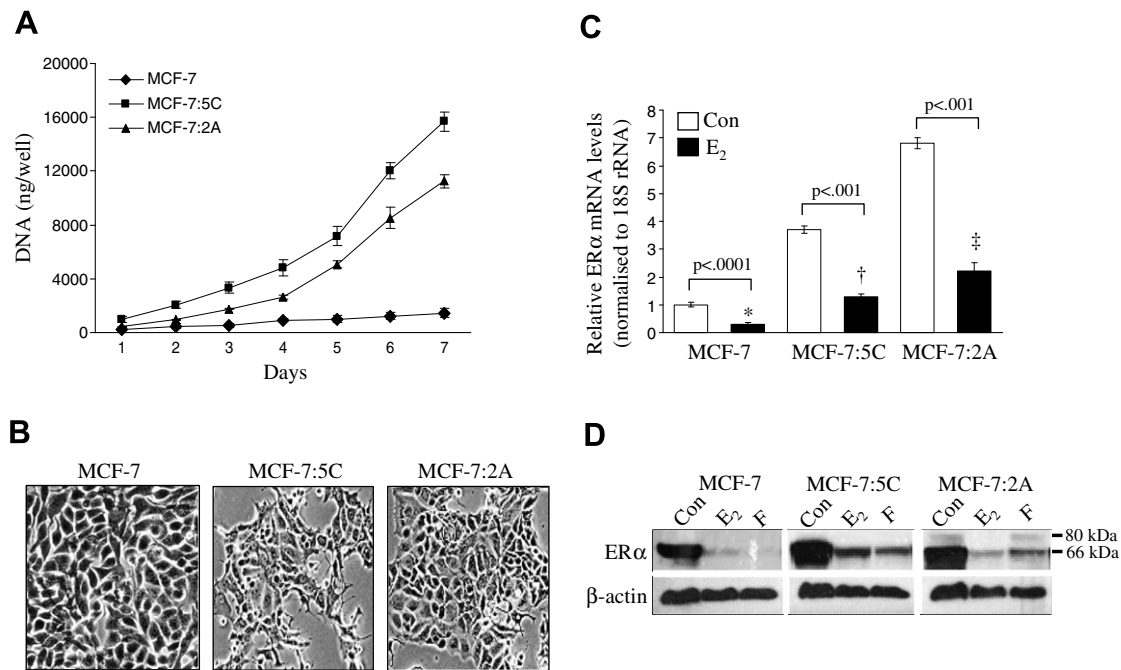 A
20000
16000
12000
8000
4000
0
DNA (ng/well)
MCF-7
MCF-7:5C
MCF-7:2A
1 2 3 4 5 6 7
Days
C
Relative ERα mRNA levels
(normalised to 18S rRNA)
8
7
6
5
4
3
2
1
0
Con
E₂
p<.0001
p<.001
p<.001
*
†
‡
MCF-7 MCF-7:5C MCF-7:2A
B
MCF-7 MCF-7:5C MCF-7:2A
D
MCF-7 MCF-7:5C MCF-7:2A
Con E₂ F Con E₂ F Con E₂ F
80 kDa
ERα 66 kDa
β-actin